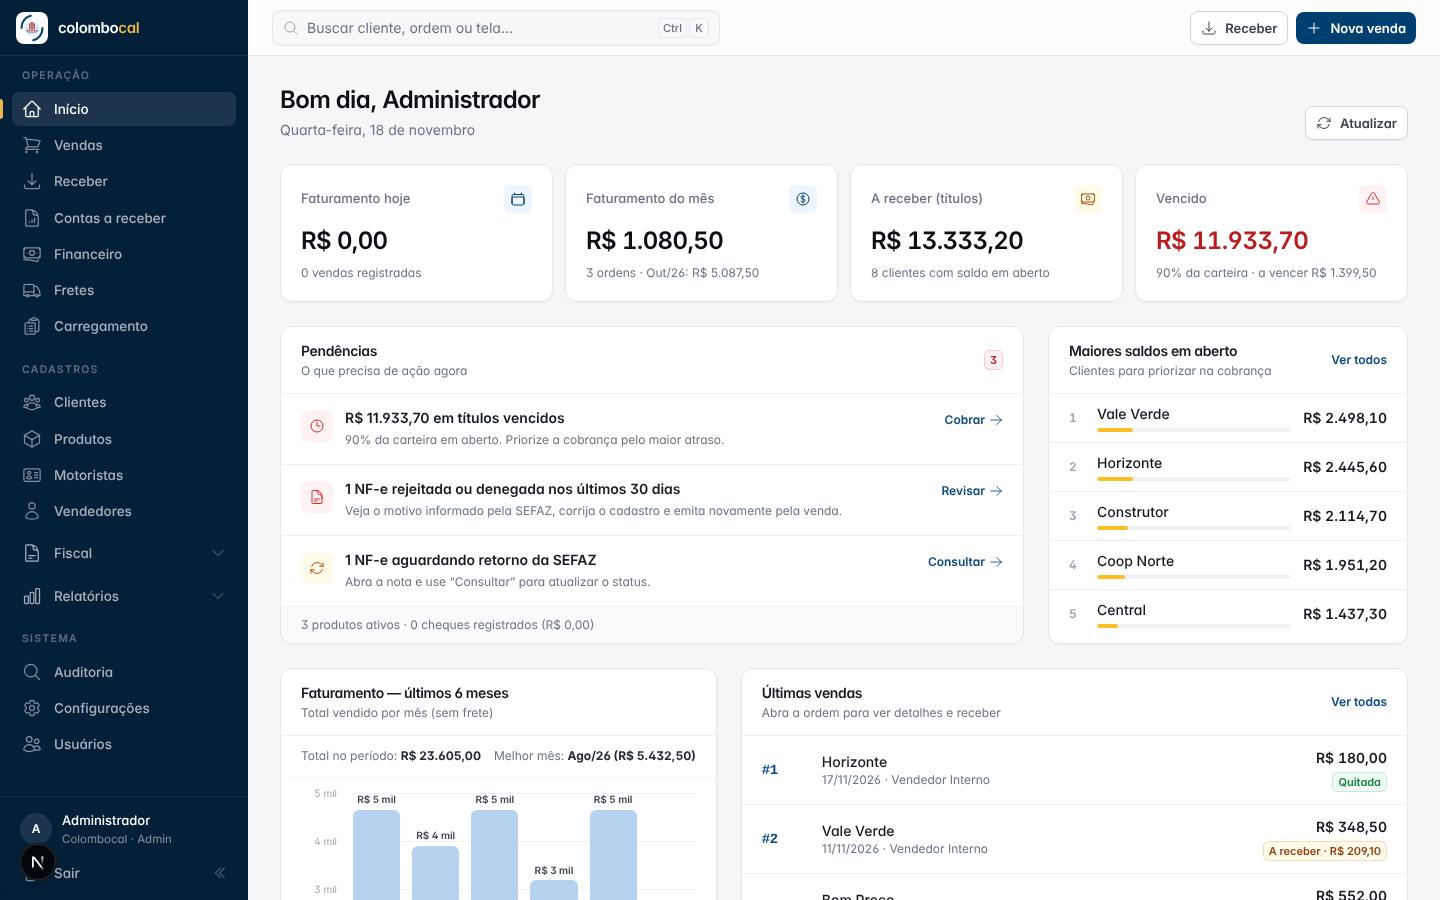 colombocal
Buscar cliente, ordem ou tela...
Ctrl K
Receber
Nova venda
OPERAÇÃO
Início
Vendas
Receber
Contas a receber
Financeiro
Fretes
Carregamento
CADASTROS
Clientes
Produtos
Motoristas
Vendedores
Fiscal
Relatórios
SISTEMA
Auditoria
Configurações
Usuários
A
Administrador
Colombocal · Admin
N
Sair
Bom dia, Administrador
Quarta-feira, 18 de novembro
Atualizar
Faturamento hoje
R$ 0,00
0 vendas registradas
Faturamento do mês
R$ 1.080,50
3 ordens · Out/26: R$ 5.087,50
A receber (títulos)
R$ 13.333,20
8 clientes com saldo em aberto
Vencido
R$ 11.933,70
90% da carteira · a vencer R$ 1.399,50
Pendências
O que precisa de ação agora
3
R$ 11.933,70 em títulos vencidos
90% da carteira em aberto. Priorize a cobrança pelo maior atraso.
Cobrar
1 NF-e rejeitada ou denegada nos últimos 30 dias
Veja o motivo informado pela SEFAZ, corrija o cadastro e emita novamente pela venda.
Revisar
1 NF-e aguardando retorno da SEFAZ
Abra a nota e use “Consultar” para atualizar o status.
Consultar
3 produtos ativos · 0 cheques registrados (R$ 0,00)
Maiores saldos em aberto
Clientes para priorizar na cobrança
Ver todos
1 Vale Verde R$ 2.498,10
2 Horizonte R$ 2.445,60
3 Construtor R$ 2.114,70
4 Coop Norte R$ 1.951,20
5 Central R$ 1.437,30
Faturamento — últimos 6 meses
Total vendido por mês (sem frete)
Total no período: R$ 23.605,00 Melhor mês: Ago/26 (R$ 5.432,50)
5 mil
4 mil
3 mil
R$ 5 mil
R$ 4 mil
R$ 5 mil
R$ 3 mil
R$ 5 mil
Últimas vendas
Abra a ordem para ver detalhes e receber
Ver todas
#1
Horizonte
17/11/2026 · Vendedor Interno
R$ 180,00
Quitada
#2
Vale Verde
11/11/2026 · Vendedor Interno
R$ 348,50
A receber · R$ 209,10
Bom Preço
R$ 552,00